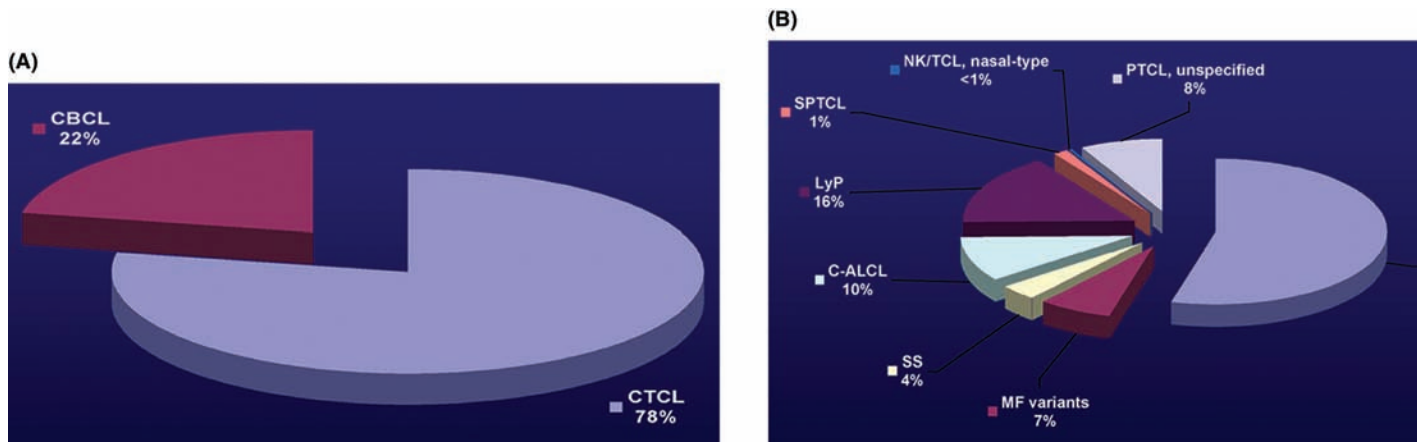 (A)
CBCL
22%
CTCL
78%
(B)
NK/TCL, nasal-type
<1%
PTCL, unspecified
8%
SPTCL
1%
LyP
16%
C-ALCL
10%
SS
4%
MF variants
7%